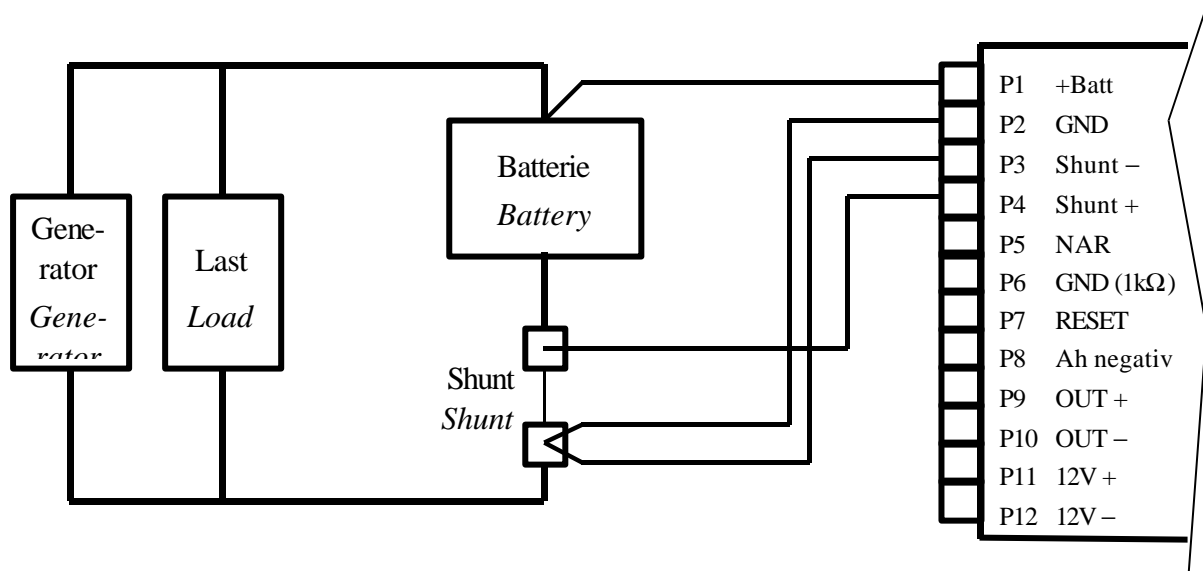 Gene-
rator
Gene-
rator
Last
Load
Batterie
Battery
Shunt
Shunt
P1 +Batt
P2 GND
P3 Shunt −
P4 Shunt +
P5 NAR
P6 GND (1kΩ)
P7 RESET
P8 Ah negativ
P9 OUT +
P10 OUT −
P11 12V +
P12 12V −